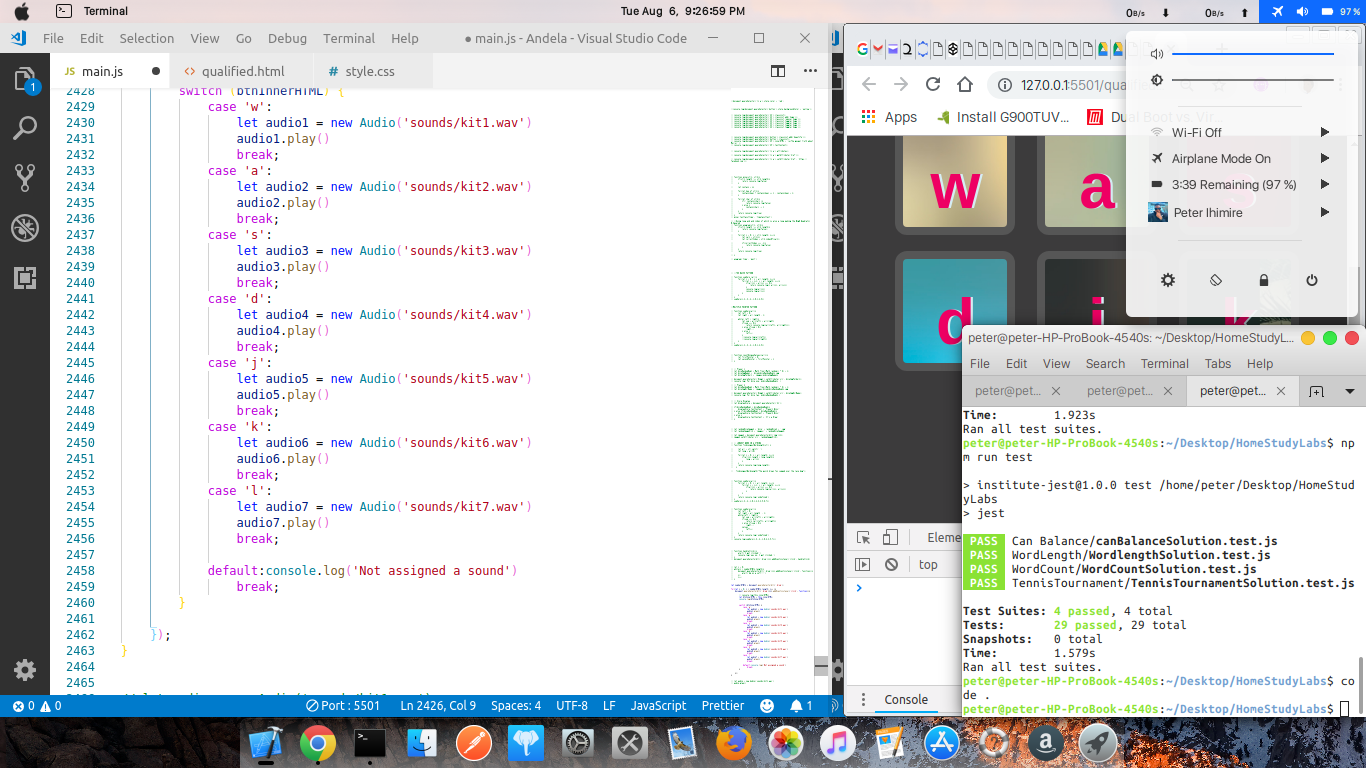 Terminal
Tue Aug 6, 9:26:59 PM
0B/s
0B/s
97 %
File Edit Selection View Go Debug Terminal Help
● main.js - Andela - Visual Studio Code
JS main.js ●
<> qualified.html
# style.css
1
2428 switch (btnInnerHTML) {
2429 case 'w':
2430 let audio1 = new Audio('sounds/kit1.wav')
2431 audio1.play()
2432 break;
2433 case 'a':
2434 let audio2 = new Audio('sounds/kit2.wav')
2435 audio2.play()
2436 break;
2437 case 's':
2438 let audio3 = new Audio('sounds/kit3.wav')
2439 audio3.play()
2440 break;
2441 case 'd':
2442 let audio4 = new Audio('sounds/kit4.wav')
2443 audio4.play()
2444 break;
2445 case 'j':
2446 let audio5 = new Audio('sounds/kit5.wav')
2447 audio5.play()
2448 break;
2449 case 'k':
2450 let audio6 = new Audio('sounds/kit6.wav')
2451 audio6.play()
2452 break;
2453 case 'l':
2454 let audio7 = new Audio('sounds/kit7.wav')
2455 audio7.play()
2456 break;
2457
2458 default:console.log('Not assigned a sound')
2459 break;
2460 }
2461
2462 });
2463 }
2464
2465
0 0 Port : 5501 Ln 2426, Col 9 Spaces: 4 UTF-8 LF JavaScript Prettier 1
127.0.0.1:5501/qua
Apps Install G900TUV... Dual Boot vs. Vir
w a
d j k
Wi-Fi Off
Airplane Mode On
3:39 Remaining (97 %)
Peter Ihimire
Eleme
top
Console
peter@peter-HP-ProBook-4540s: ~/Desktop/HomeStudyL...
File Edit View Search Terminal Tabs Help
peter@pet... × peter@pet... × peter@pet... ×
Time: 1.923s
Ran all test suites.
peter@peter-HP-ProBook-4540s:~/Desktop/HomeStudyLabs$ np
m run test
> institute-jest@1.0.0 test /home/peter/Desktop/HomeStud
yLabs
> jest
PASS Can Balance/canBalanceSolution.test.js
PASS WordLength/WordlengthSolution.test.js
PASS WordCount/WordCountSolution.test.js
PASS TennisTournament/TennisTournamentSolution.test.js
Test Suites: 4 passed, 4 total
Tests: 29 passed, 29 total
Snapshots: 0 total
Time: 1.579s
Ran all test suites.
peter@peter-HP-ProBook-4540s:~/Desktop/HomeStudyLabs$ co
de .
peter@peter-HP-ProBook-4540s:~/Desktop/HomeStudyLabs$